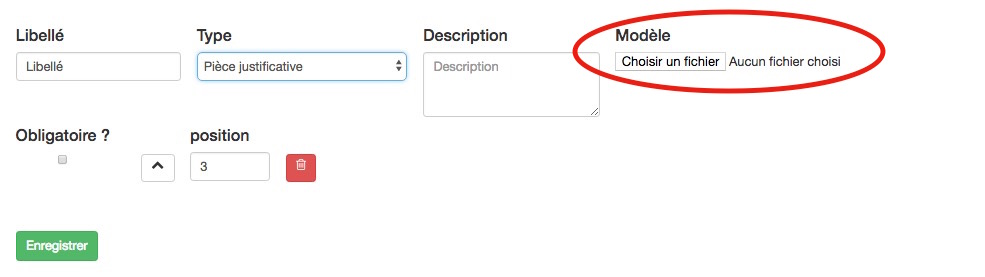 Libellé Type Description Modèle
Libellé Pièce justificative Description Choisir un fichier Aucun fichier choisi
Obligatoire ? position
3
Enregistrer